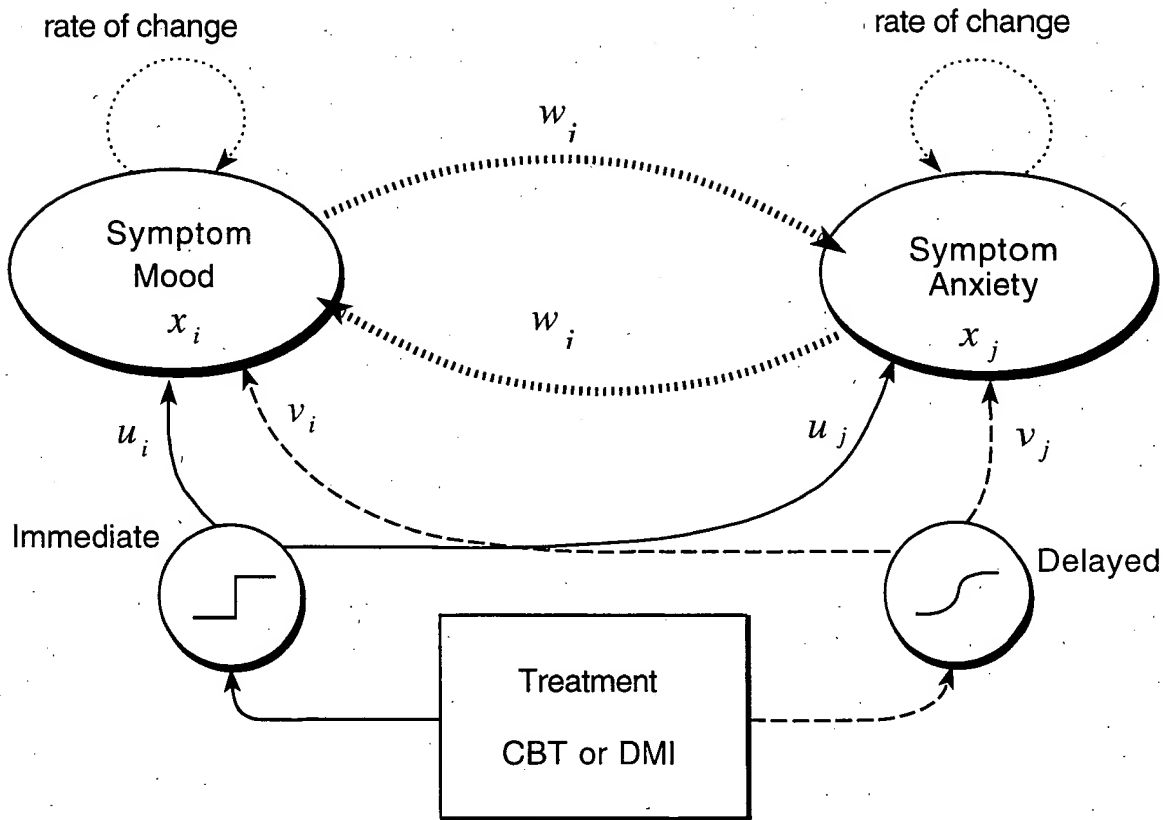 rate of change
rate of change
w_i
Symptom
Mood
x_i
Symptom
Anxiety
x_j
w_i
u_i
v_i
u_j
v_j
Immediate
Delayed
Treatment
CBT or DMI